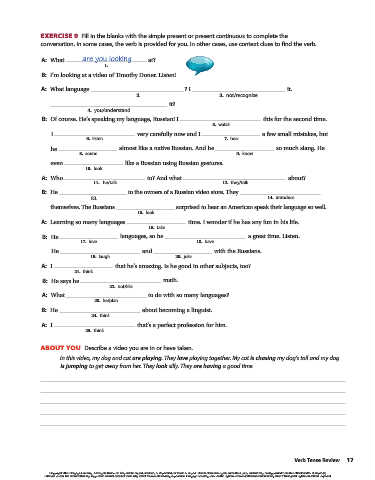 EXERCISE 9 Fill in the blanks with the simple present or present continuous to complete the
conversation. In some cases, the verb is provided for you. In other cases, use context clues to find the verb.
A: What are you looking at?
1.
B: I'm looking at a video of Timothy Doner. Listen!
A: What language ? I it.
2. 3. not/recognize
it?
4. you/understand
B: Of course. He's speaking my language, Russian! I this for the second time.
5. watch
I very carefully now and I a few small mistakes, but
6. listen 7. hear
he almost like a native Russian. And he so much slang. He
8. sound 9. know
even like a Russian using Russian gestures.
10. look
A: Who to? And what about?
11. he/talk 12. they/talk
B: He to the owners of a Russian video store. They
13. 14. introduce
themselves. The Russians surprised to hear an American speak their language so well.
15. look
A: Learning so many languages time. I wonder if he has any fun in his life.
16. take
B: He languages, so he a great time. Listen.
17. love 18. have
He and with the Russians.
19. laugh 20. joke
A: I that he's amazing. Is he good in other subjects, too?
21. think
B: He says he math.
22. not/like
A: What to do with so many languages?
23. he/plan
B: He about becoming a linguist.
24. think
A: I that's a perfect profession for him.
25. think
ABOUT YOU Describe a video you are in or have taken.
In this video, my dog and cat are playing. They love playing together. My cat is chasing my dog's tail and my dog
is jumping to get away from her. They look silly. They are having a good time.
Verb Tense Review 17